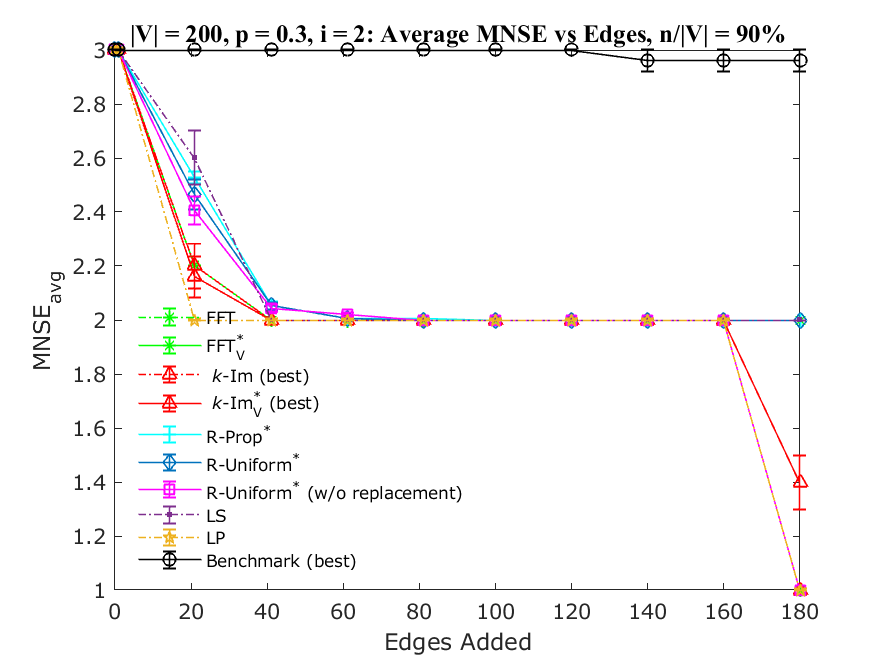 |V| = 200, p = 0.3, i = 2: Average MNSE vs Edges, n/|V| = 90%
3
2.8
2.6
2.4
2.2
2
1.8
1.6
1.4
1.2
1
MNSE_avg
FFT
FFT*_V
k-Im (best)
k-Im*_V (best)
R-Prop*
R-Uniform*
R-Uniform* (w/o replacement)
LS
LP
Benchmark (best)
0 20 40 60 80 100 120 140 160 180
Edges Added